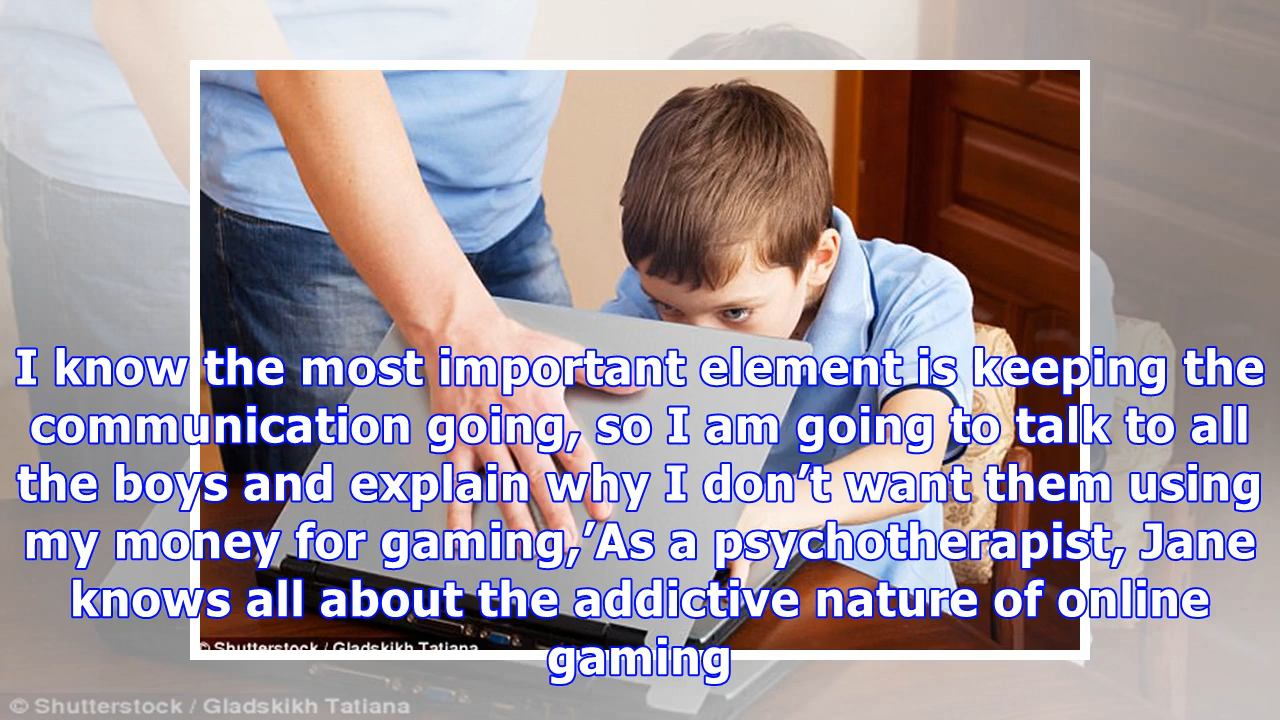 I know the most important element is keeping the
communication going, so I am going to talk to all
the boys and explain why I don’t want them using
my money for gaming,’As a psychotherapist, Jane
knows all about the addictive nature of online
gaming
© Shutterstock / Gladskikh Tatiana
© Shutterstock / Gladskikh Tatiana